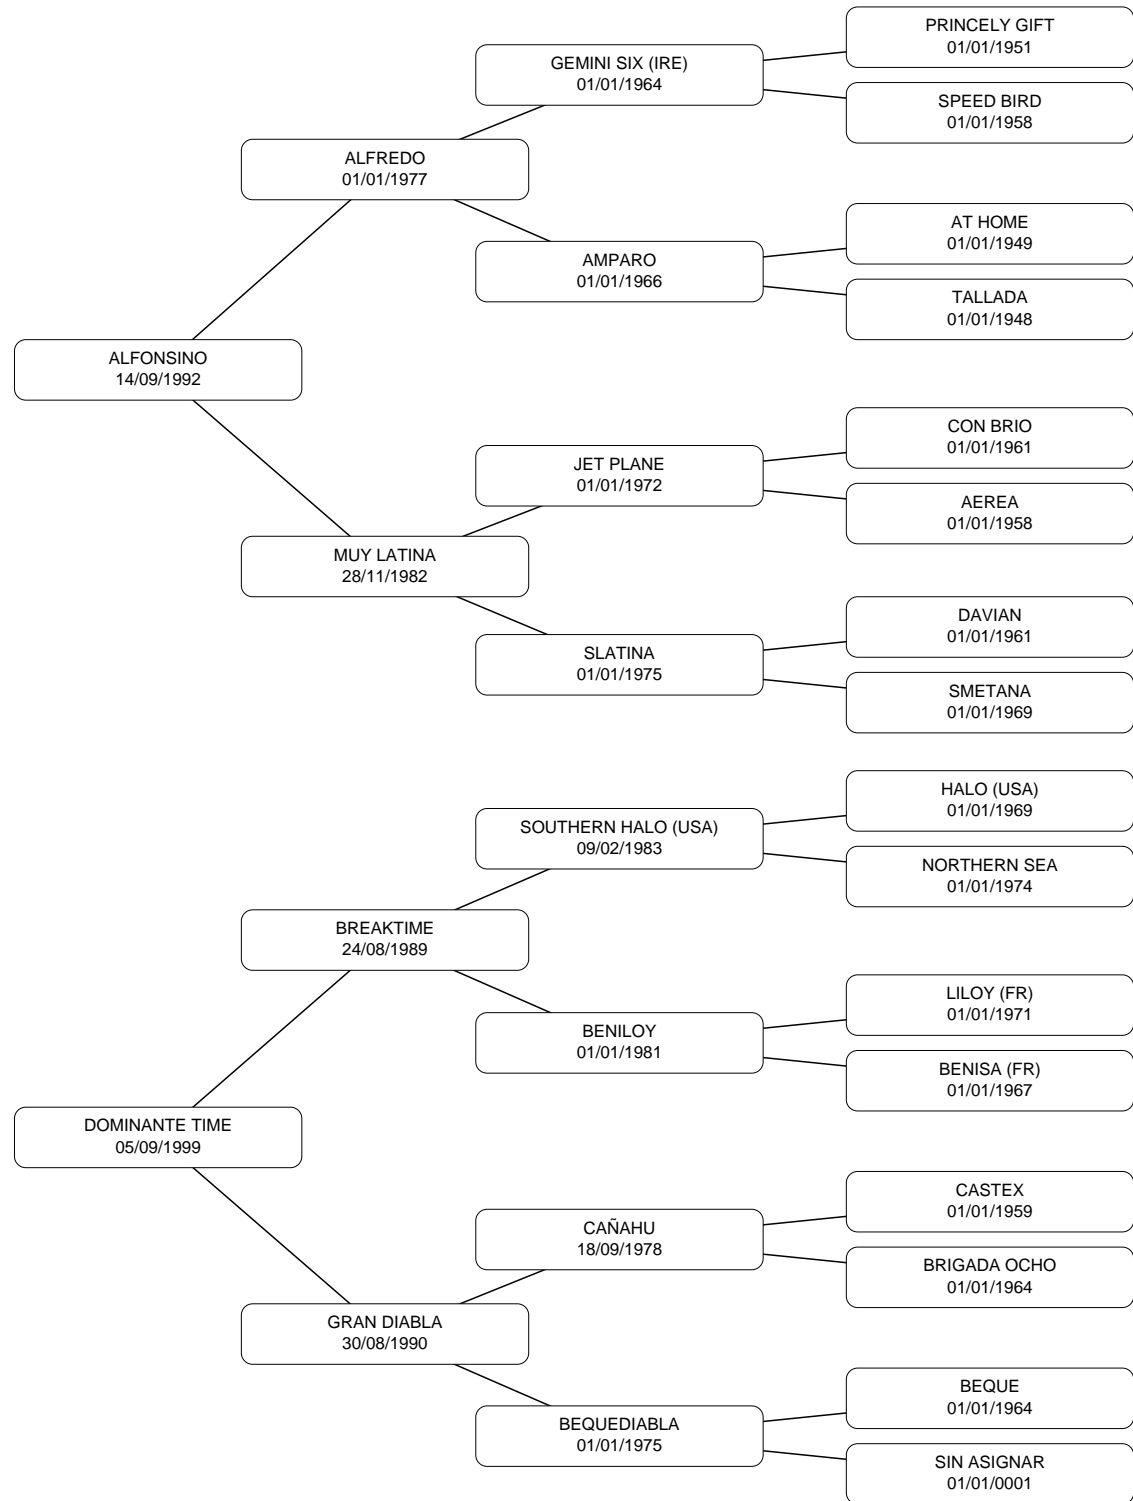 PRINCELY GIFT
01/01/1951
GEMINI SIX (IRE)
01/01/1964
SPEED BIRD
01/01/1958
ALFREDO
01/01/1977
AT HOME
01/01/1949
AMPARO
01/01/1966
TALLADA
01/01/1948
ALFONSINO
14/09/1992
CON BRIO
01/01/1961
JET PLANE
01/01/1972
AEREA
01/01/1958
MUY LATINA
28/11/1982
DAVIAN
01/01/1961
SLATINA
01/01/1975
SMETANA
01/01/1969
HALO (USA)
01/01/1969
SOUTHERN HALO (USA)
09/02/1983
NORTHERN SEA
01/01/1974
BREAKTIME
24/08/1989
LILOY (FR)
01/01/1971
BENILOY
01/01/1981
BENISA (FR)
01/01/1967
DOMINANTE TIME
05/09/1999
CASTEX
01/01/1959
CAÑAHU
18/09/1978
BRIGADA OCHO
01/01/1964
GRAN DIABLA
30/08/1990
BEQUE
01/01/1964
BEQUEDIABLA
01/01/1975
SIN ASIGNAR
01/01/0001